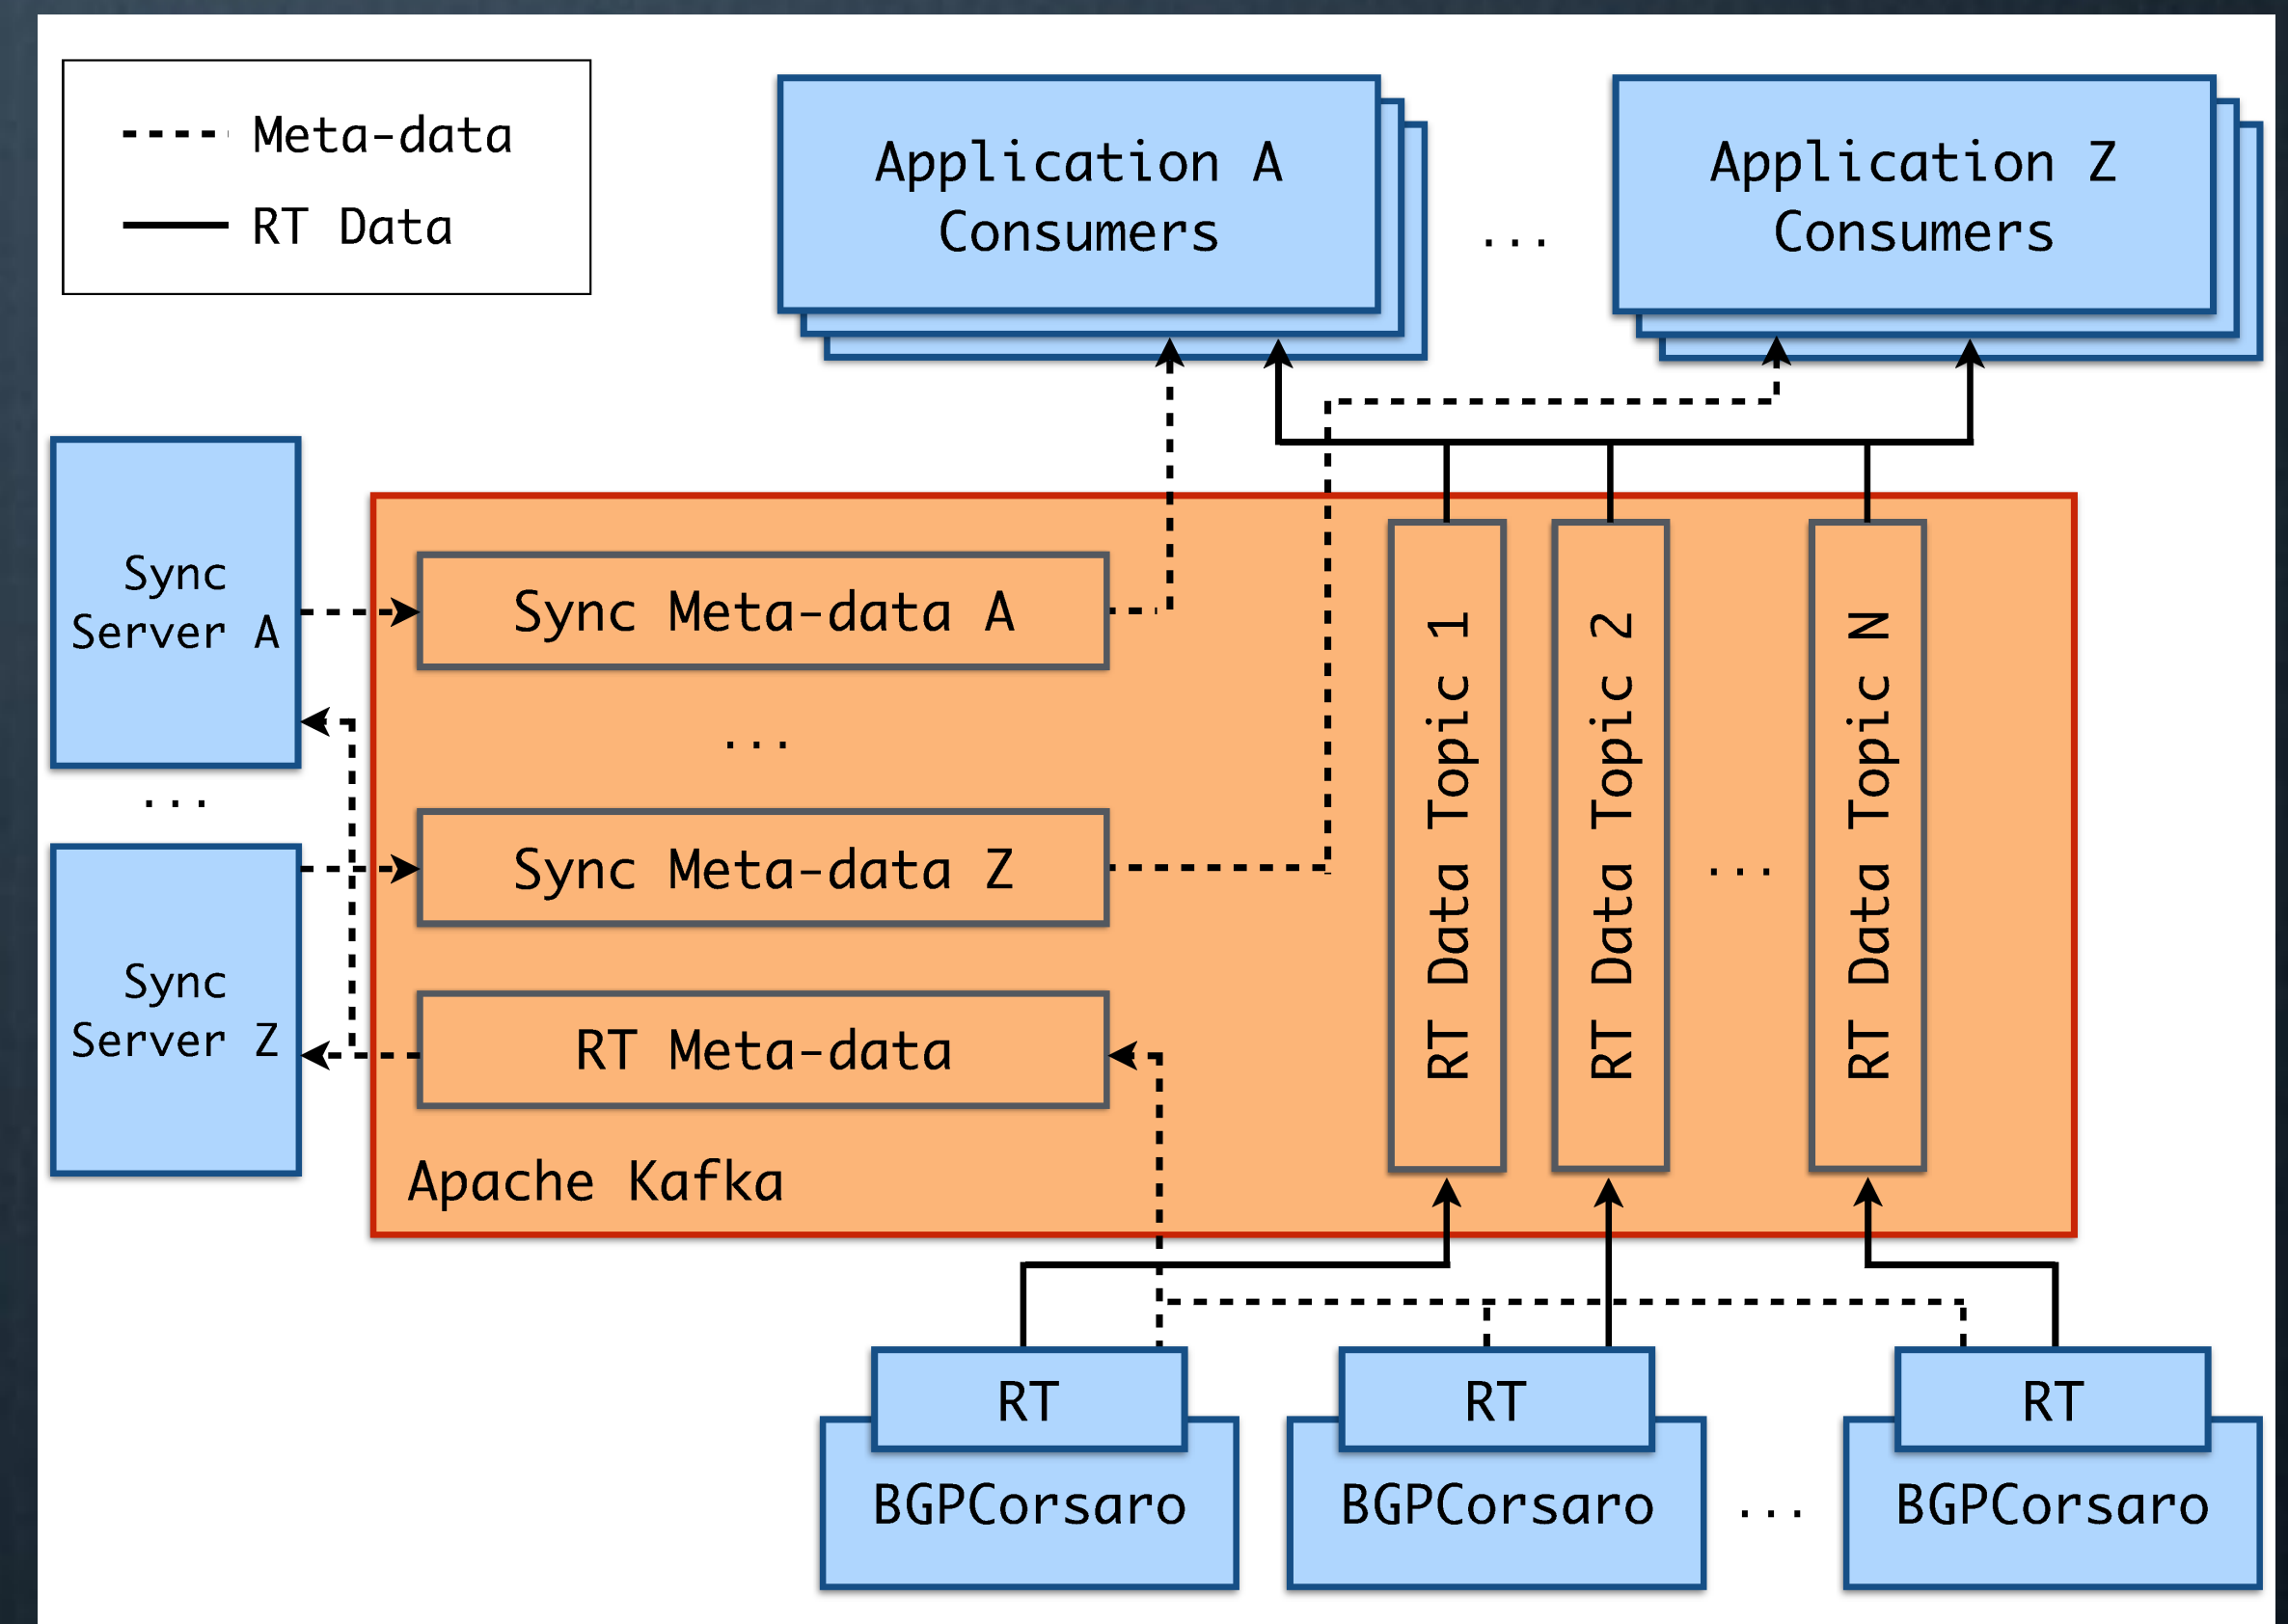 Meta-data
RT Data
Application A
Consumers
...
Application Z
Consumers
Sync
Server A
...
Sync
Server Z
Sync Meta-data A
...
Sync Meta-data Z
RT Meta-data
Apache Kafka
RT Data Topic 1
RT Data Topic 2
...
RT Data Topic N
RT
BGPCorsaro
RT
BGPCorsaro
...
RT
BGPCorsaro